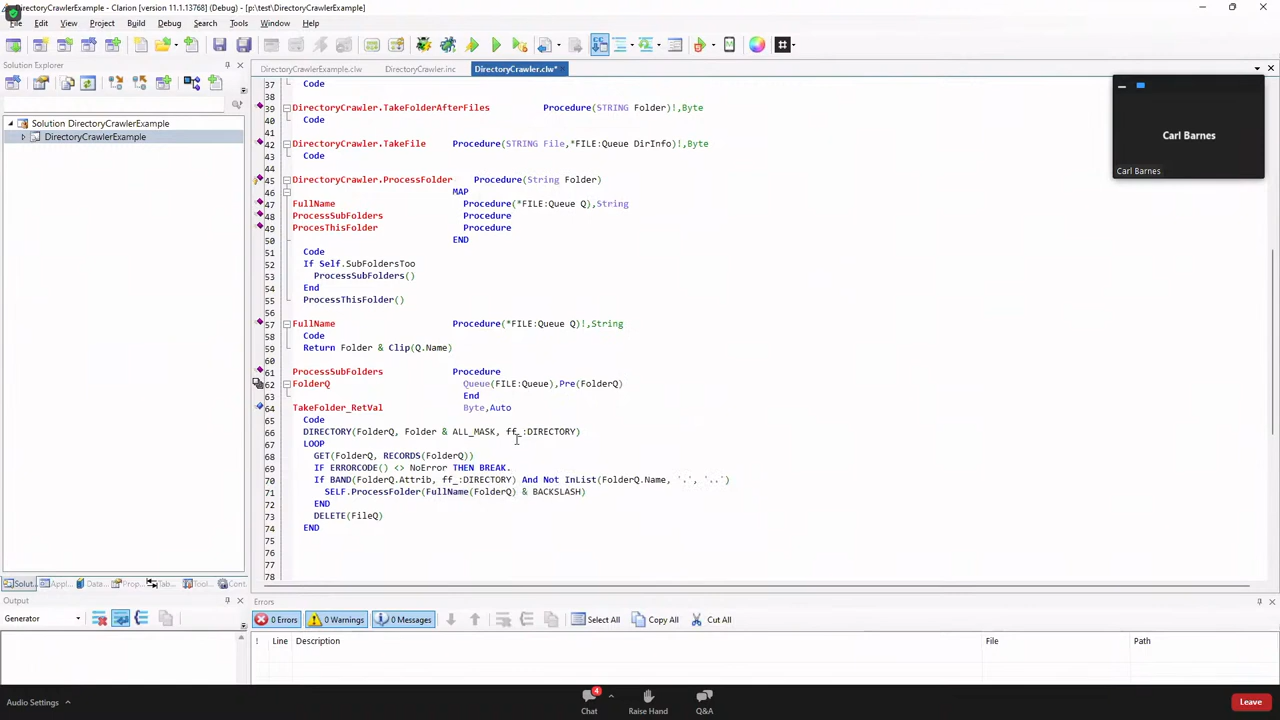 DirectoryCrawlerExample - Clarion (version 11.1.13768) (Debug) - [p:\test\DirectoryCrawlerExample]
File Edit View Project Build Debug Search Tools Window Help
Solution Explorer
DirectoryCrawlerExample.clw DirectoryCrawler.inc DirectoryCrawler.clw*
Solution DirectoryCrawlerExample
DirectoryCrawlerExample
37 Code
38
39 DirectoryCrawler.TakeFolderAfterFiles Procedure(STRING Folder)!,Byte
40 Code
42 DirectoryCrawler.TakeFile Procedure(STRING File,*FILE:Queue DirInfo)!,Byte
43 Code
45 DirectoryCrawler.ProcessFolder Procedure(String Folder)
46 MAP
47 FullName Procedure(*FILE:Queue Q),String
48 ProcessSubFolders Procedure
49 ProcesThisFolder Procedure
50 END
51 Code
52 If Self.SubFoldersToo
53 ProcessSubFolders()
54 End
55 ProcessThisFolder()
57 FullName Procedure(*FILE:Queue Q)!,String
58 Code
59 Return Folder & Clip(Q.Name)
60
61 ProcessSubFolders Procedure
62 FolderQ Queue(FILE:Queue),Pre(FolderQ)
63 End
64 TakeFolder_RetVal Byte,Auto
65 Code
66 DIRECTORY(FolderQ, Folder & ALL_MASK, ff_:DIRECTORY)
67 LOOP
68 GET(FolderQ, RECORDS(FolderQ))
69 IF ERRORCODE() <> NoError THEN BREAK.
70 If BAND(FolderQ.Attrib, ff_:DIRECTORY) And Not InList(FolderQ.Name, '.', '..')
71 SELF.ProcessFolder(FullName(FolderQ) & BACKSLASH)
72 END
73 DELETE(FileQ)
74 END
75
76
77
78
Carl Barnes
Carl Barnes
Solut... Appl... Data... Prop... Tab... Tool... Cont...
Output
Generator
Errors
0 Errors 0 Warnings 0 Messages Select All Copy All Cut All
! Line Description File Path
Audio Settings
4
Chat Raise Hand Q&A Leave